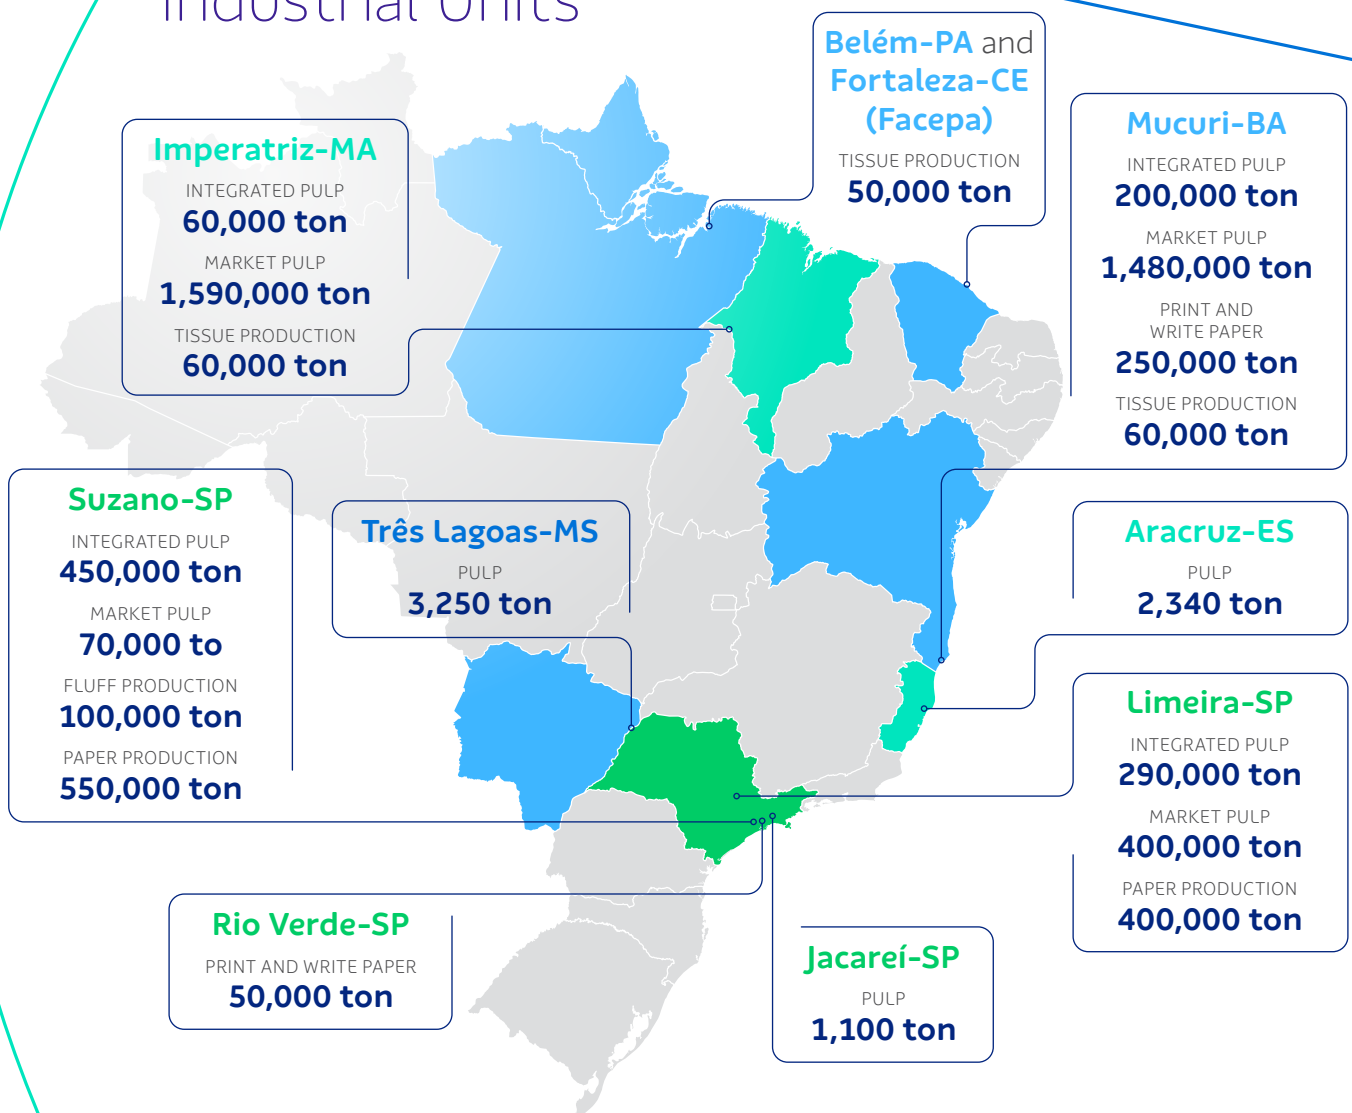 Industrial Units
Belém-PA and
Fortaleza-CE
(Facepa)
TISSUE PRODUCTION
50,000 ton
Imperatriz-MA
INTEGRATED PULP
60,000 ton
MARKET PULP
1,590,000 ton
TISSUE PRODUCTION
60,000 ton
Mucuri-BA
INTEGRATED PULP
200,000 ton
MARKET PULP
1,480,000 ton
PRINT AND
WRITE PAPER
250,000 ton
TISSUE PRODUCTION
60,000 ton
Suzano-SP
INTEGRATED PULP
450,000 ton
MARKET PULP
70,000 to
FLUFF PRODUCTION
100,000 ton
PAPER PRODUCTION
550,000 ton
Três Lagoas-MS
PULP
3,250 ton
Aracruz-ES
PULP
2,340 ton
Limeira-SP
INTEGRATED PULP
290,000 ton
MARKET PULP
400,000 ton
PAPER PRODUCTION
400,000 ton
Rio Verde-SP
PRINT AND WRITE PAPER
50,000 ton
Jacareí-SP
PULP
1,100 ton